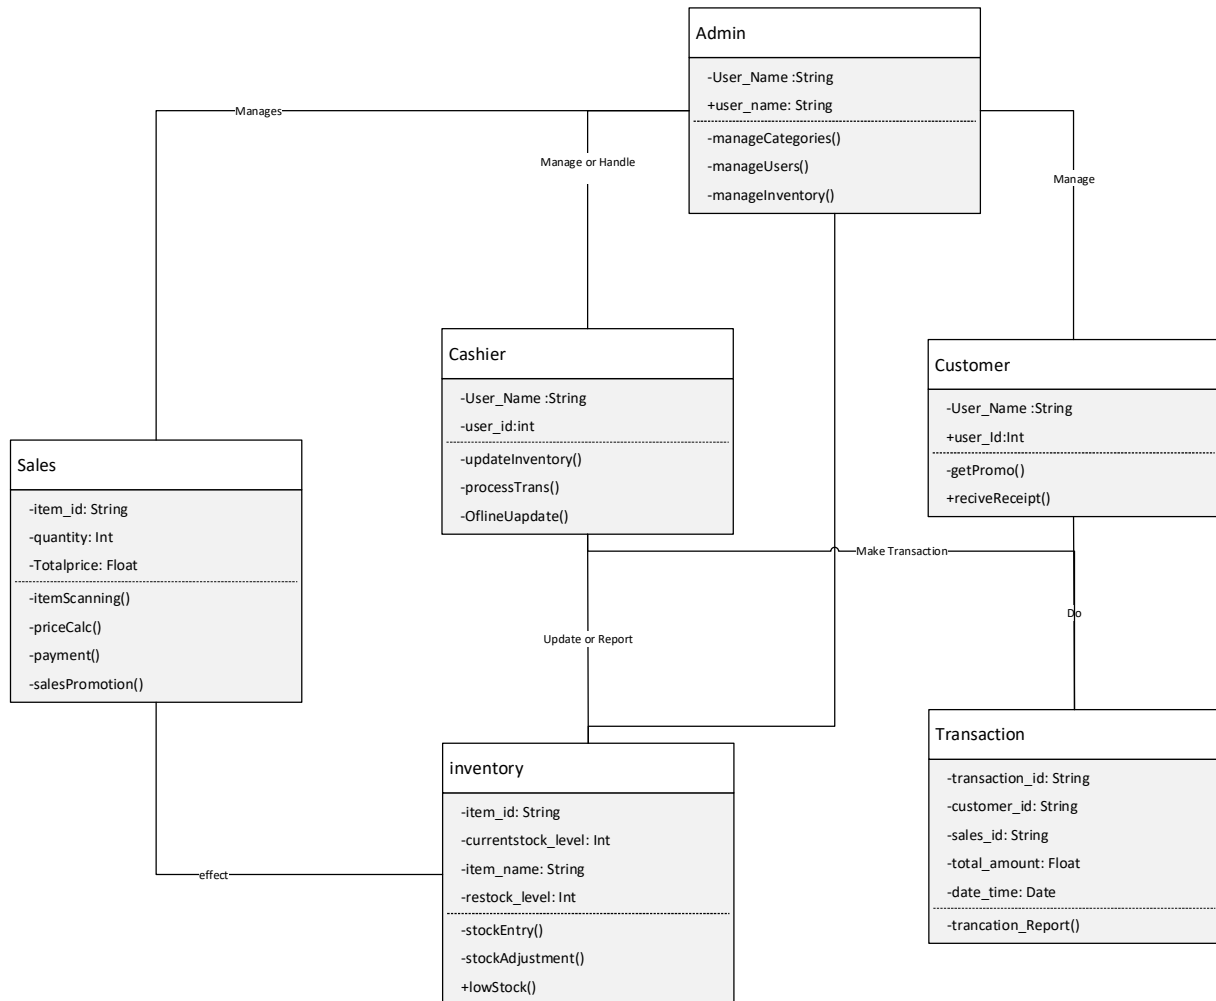 Admin
-User_Name :String
+user_name: String
-manageCategories()
-manageUsers()
-manageInventory()
Manages
Manage or Handle
Manage
Cashier
-User_Name :String
-user_id:int
-updateInventory()
-processTrans()
-OflineUapdate()
Customer
-User_Name :String
+user_Id:Int
-getPromo()
+reciveReceipt()
Sales
-item_id: String
-quantity: Int
-Totalprice: Float
-itemScanning()
-priceCalc()
-payment()
-salesPromotion()
Make Transaction
Do
Update or Report
effect
inventory
-item_id: String
-currentstock_level: Int
-item_name: String
-restock_level: Int
-stockEntry()
-stockAdjustment()
+lowStock()
Transaction
-transaction_id: String
-customer_id: String
-sales_id: String
-total_amount: Float
-date_time: Date
-trancation_Report()